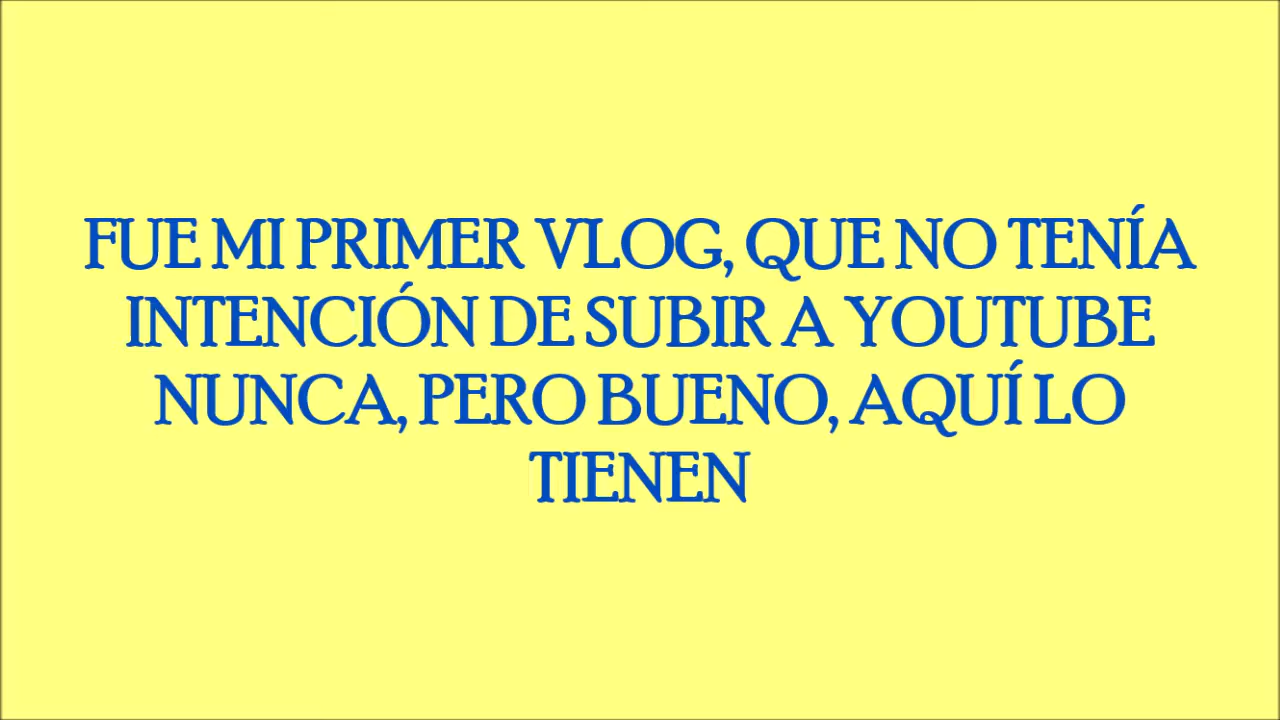 FUE MI PRIMER VLOG, QUE NO TENÍA
INTENCIÓN DE SUBIR A YOUTUBE
NUNCA, PERO BUENO, AQUÍ LO
TIENEN